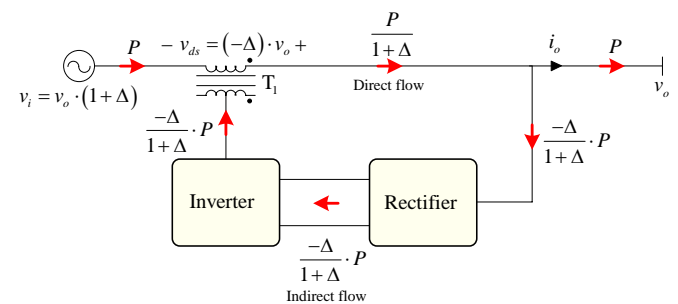 P
− v_ds = (−Δ)·v_o +
P/(1+Δ)
i_o
P
T_1
Direct flow
v_i = v_o·(1+Δ)
v_o
−Δ/(1+Δ)·P
−Δ/(1+Δ)·P
Inverter
Rectifier
−Δ/(1+Δ)·P
Indirect flow